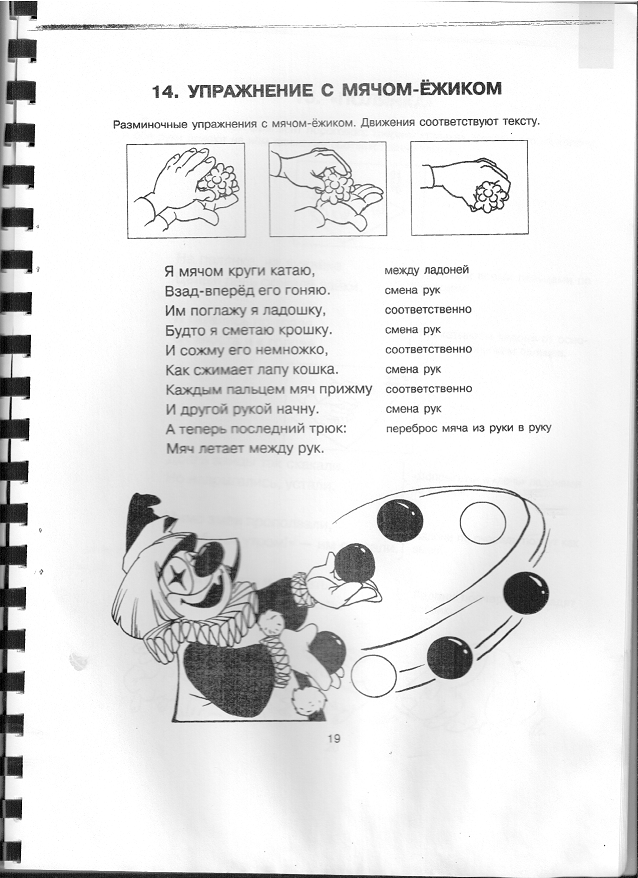 14. УПРАЖНЕНИЕ С МЯЧОМ-ЁЖИКОМ
Разминочные упражнения с мячом-ёжиком. Движения соответствуют тексту.
Я мячом круги катаю, между ладоней
Взад-вперёд его гоняю. смена рук
Им поглажу я ладошку, соответственно
Будто я сметаю крошку. смена рук
И сожму его немножко, соответственно
Как сжимает лапу кошка. смена рук
Каждым пальцем мяч прижму соответственно
И другой рукой начну. смена рук
А теперь последний трюк: переброс мяча из руки в руку
Мяч летает между рук.
19